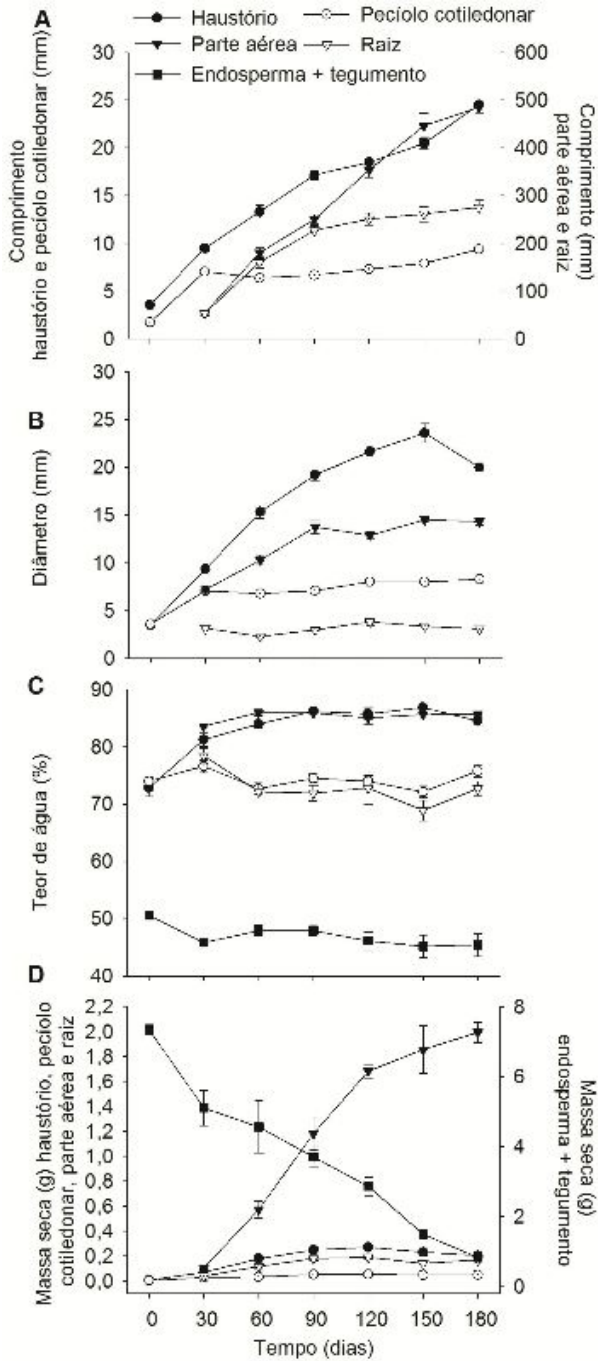 A
Haustório
Pecíolo cotiledonar
Parte aérea
Raiz
Endosperma + tegumento
Comprimento
haustório e pecíolo cotiledonar (mm)
30
25
20
15
10
5
0
600
500
400
300
200
100
0
Comprimento (mm)
parte aérea e raiz
B
Diâmetro (mm)
30
25
20
15
10
5
0
C
Teor de água (%)
90
80
70
60
50
40
D
Massa seca (g) haustório, pecíolo
cotiledonar, parte aérea e raiz
2,2
2,0
1,8
1,6
1,4
1,2
1,0
0,8
0,6
0,4
0,2
0,0
8
6
4
2
0
Massa seca (g)
endosperma + tegumento
0 30 60 90 120 150 180
Tempo (dias)